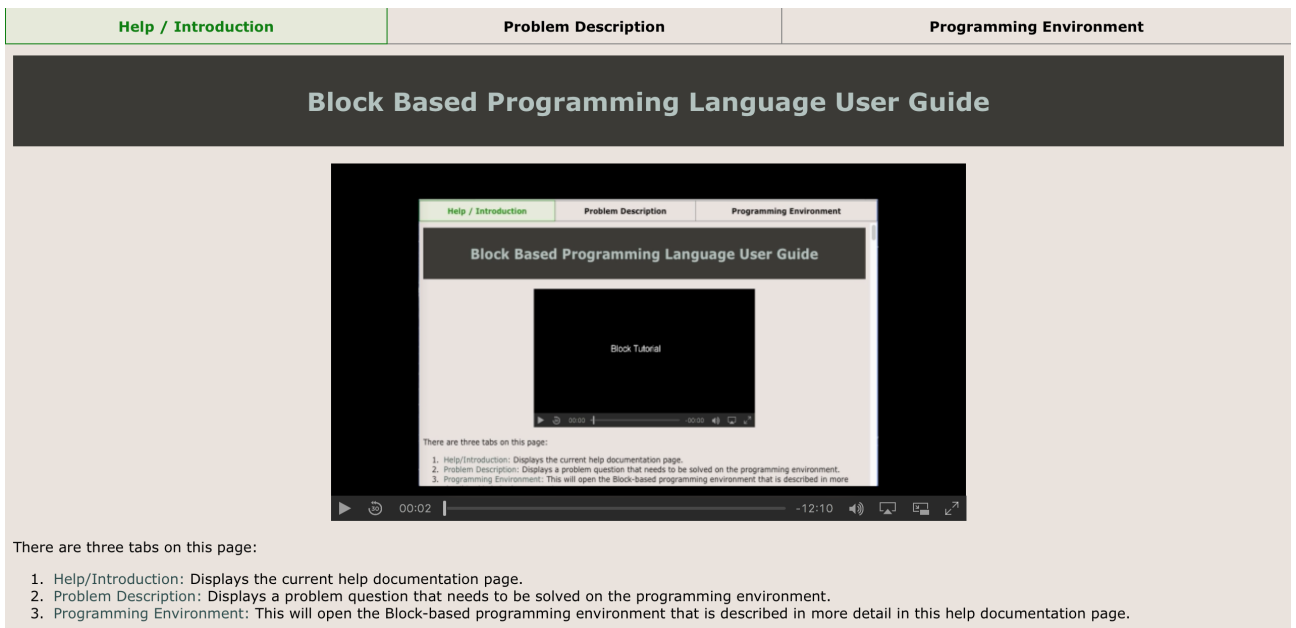 Help / Introduction
Problem Description
Programming Environment
Block Based Programming Language User Guide
Help / Introduction
Problem Description
Programming Environment
Block Based Programming Language User Guide
Block Tutorial
00:00
-00:00
There are three tabs on this page:
1. Help/Introduction: Displays the current help documentation page.
2. Problem Description: Displays a problem question that needs to be solved on the programming environment.
3. Programming Environment: This will open the Block-based programming environment that is described in more
30
00:02
-12:10
There are three tabs on this page:
1. Help/Introduction: Displays the current help documentation page.
2. Problem Description: Displays a problem question that needs to be solved on the programming environment.
3. Programming Environment: This will open the Block-based programming environment that is described in more detail in this help documentation page.